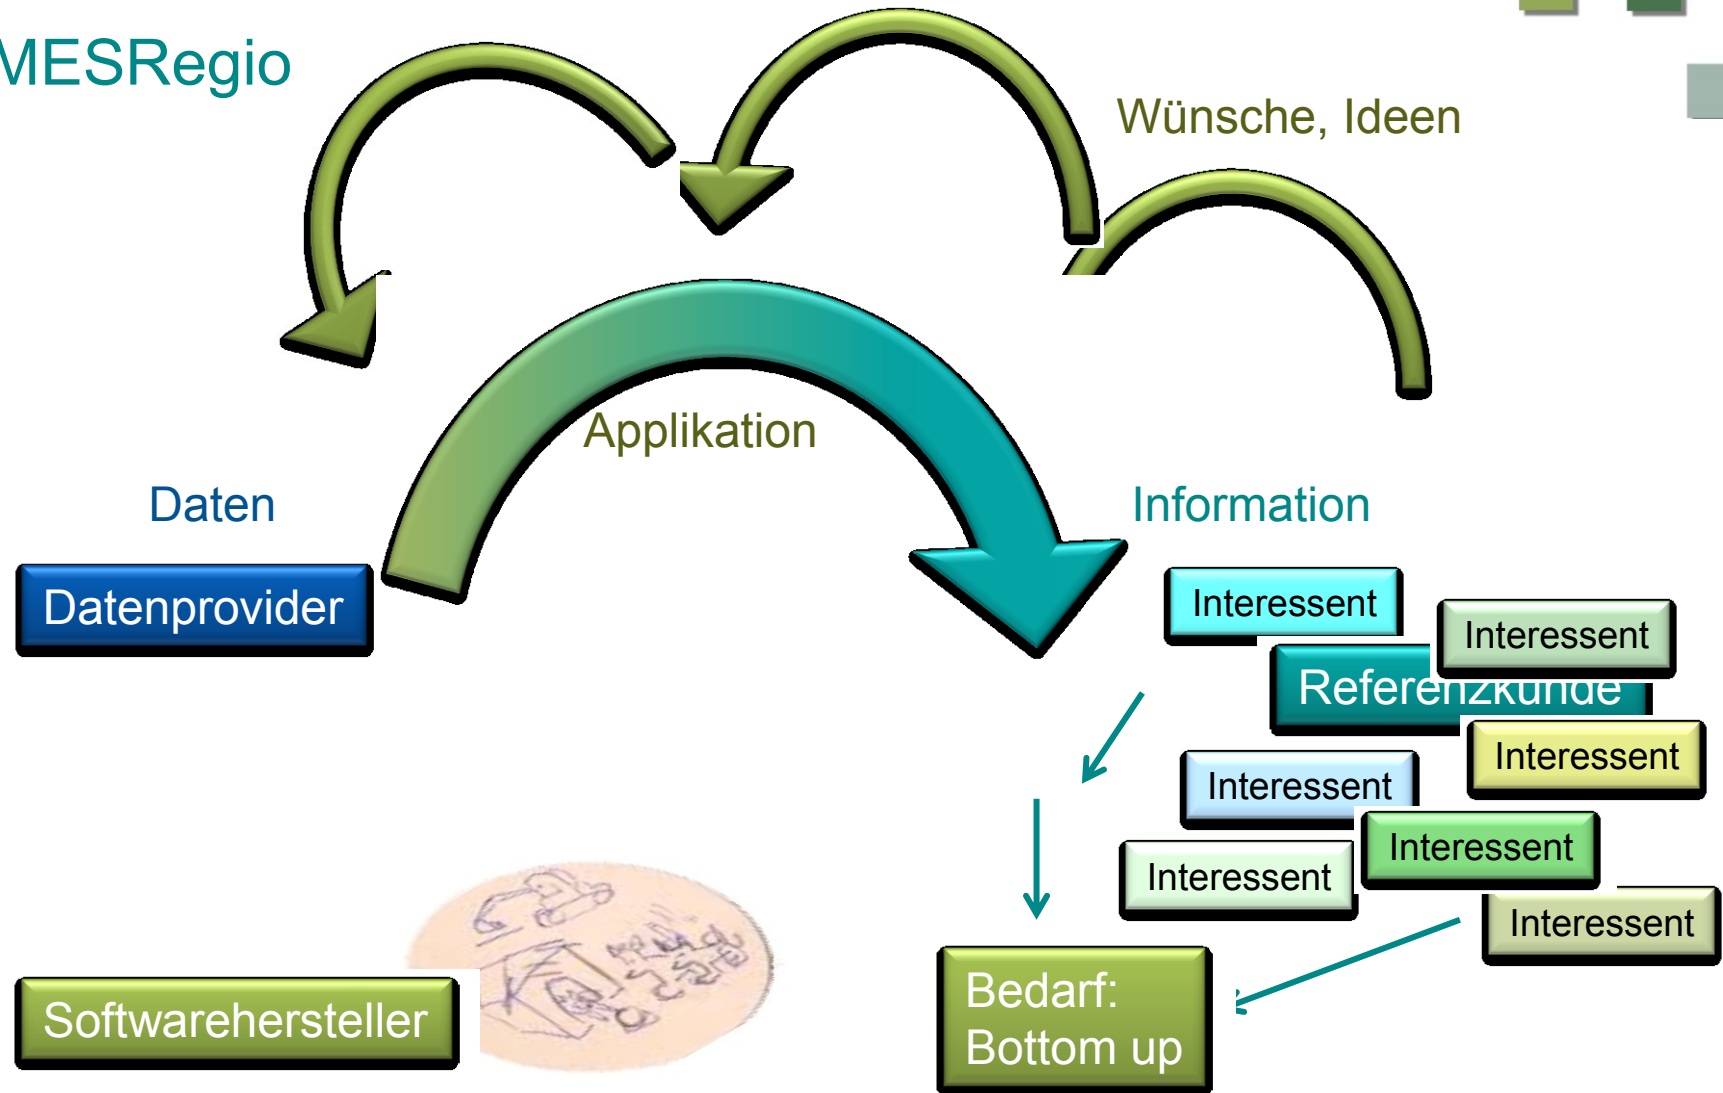 MESRegio
Wünsche, Ideen
Applikation
Daten
Information
Datenprovider
Interessent
Interessent
Referenzkunde
Interessent
Interessent
Interessent
Interessent
Interessent
Softwarehersteller
Bedarf:
Bottom up